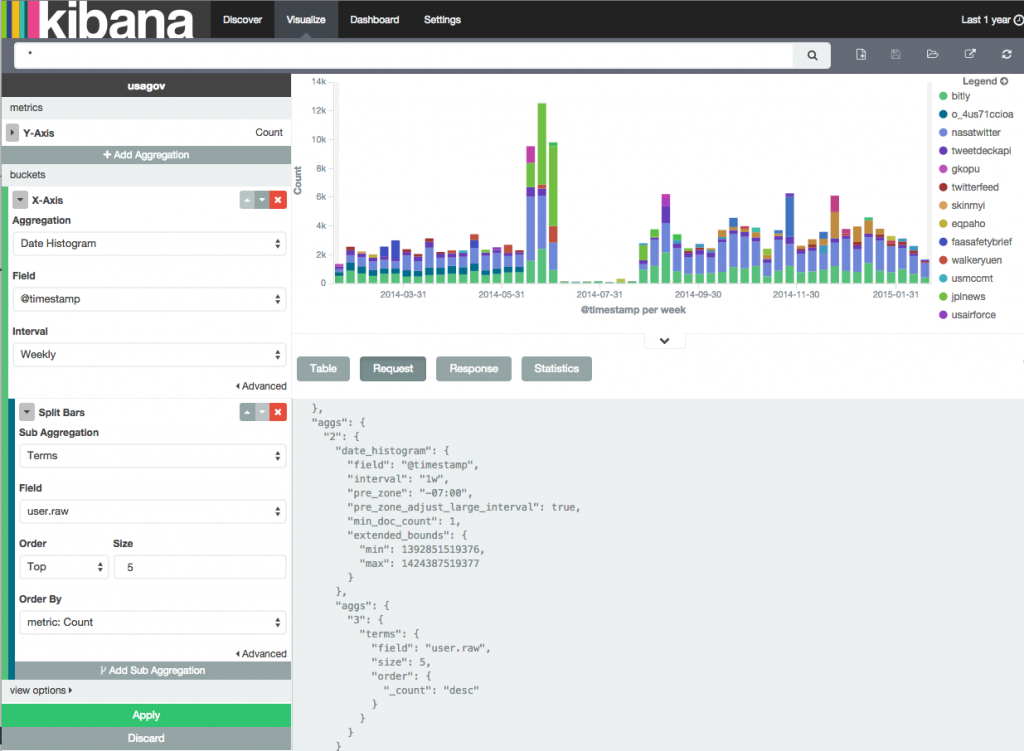 kibana
Discover
Visualize
Dashboard
Settings
Last 1 year
*
usagov
metrics
Y-Axis
Count
+ Add Aggregation
buckets
X-Axis
Aggregation
Date Histogram
Field
@timestamp
Interval
Weekly
Advanced
Split Bars
Sub Aggregation
Terms
Field
user.raw
Order
Size
Top
5
Order By
metric: Count
Advanced
Add Sub Aggregation
view options
Apply
Discard
14k
12k
10k
8k
6k
4k
2k
0
Count
2014-03-31
2014-05-31
2014-07-31
2014-09-30
2014-11-30
2015-01-31
@timestamp per week
Legend
bitly
o_4us71ccioa
nasatwitter
tweetdeckapi
gkopu
twitterfeed
skinmyi
eqpaho
faasafetybrief
walkeryuen
usmccmt
jplnews
usairforce
Table
Request
Response
Statistics
},
"aggs": {
"2": {
"date_histogram": {
"field": "@timestamp",
"interval": "1w",
"pre_zone": "-07:00",
"pre_zone_adjust_large_interval": true,
"min_doc_count": 1,
"extended_bounds": {
"min": 1392851519376,
"max": 1424387519377
}
},
"aggs": {
"3": {
"terms": {
"field": "user.raw",
"size": 5,
"order": {
"_count": "desc"
}
}
}
}